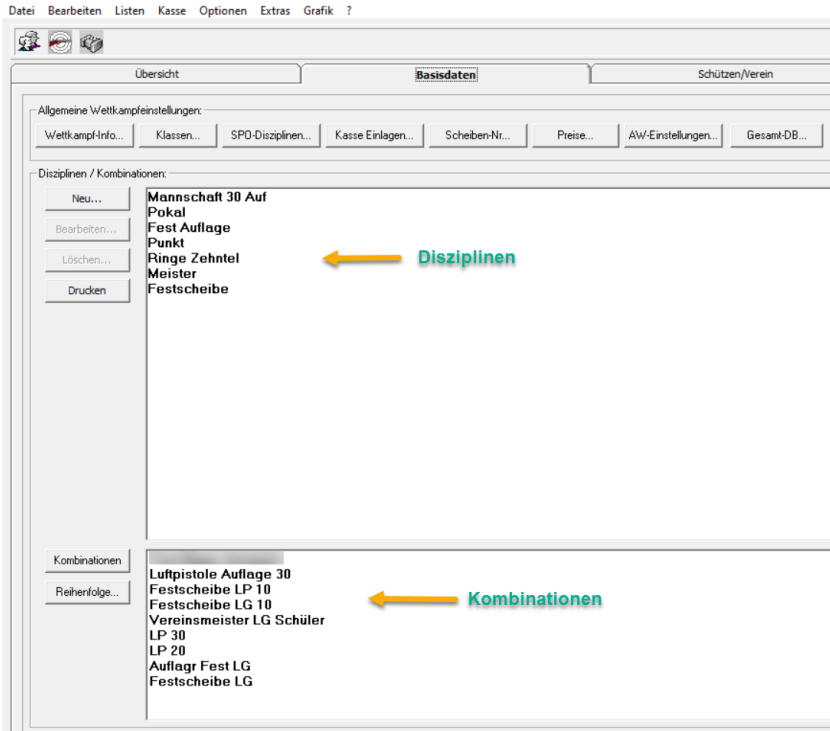 Datei Bearbeiten Listen Kasse Optionen Extras Grafik ?
Übersicht Basisdaten Schützen/Verein
Allgemeine Wettkampfeinstellungen:
Wettkampf-Info... Klassen... SPO-Disziplinen... Kasse Einlagen... Scheiben-Nr... Preise... AW-Einstellungen... Gesamt-DB...
Disziplinen / Kombinationen:
Neu...
Bearbeiten...
Löschen...
Drucken
Mannschaft 30 Auf
Pokal
Fest Auflage
Punkt
Ringe Zehntel
Meister
Festscheibe
Disziplinen
Kombinationen
Reihenfolge...
Luftpistole Auflage 30
Festscheibe LP 10
Festscheibe LG 10
Vereinsmeister LG Schüler
LP 30
LP 20
Auflagr Fest LG
Festscheibe LG
Kombinationen